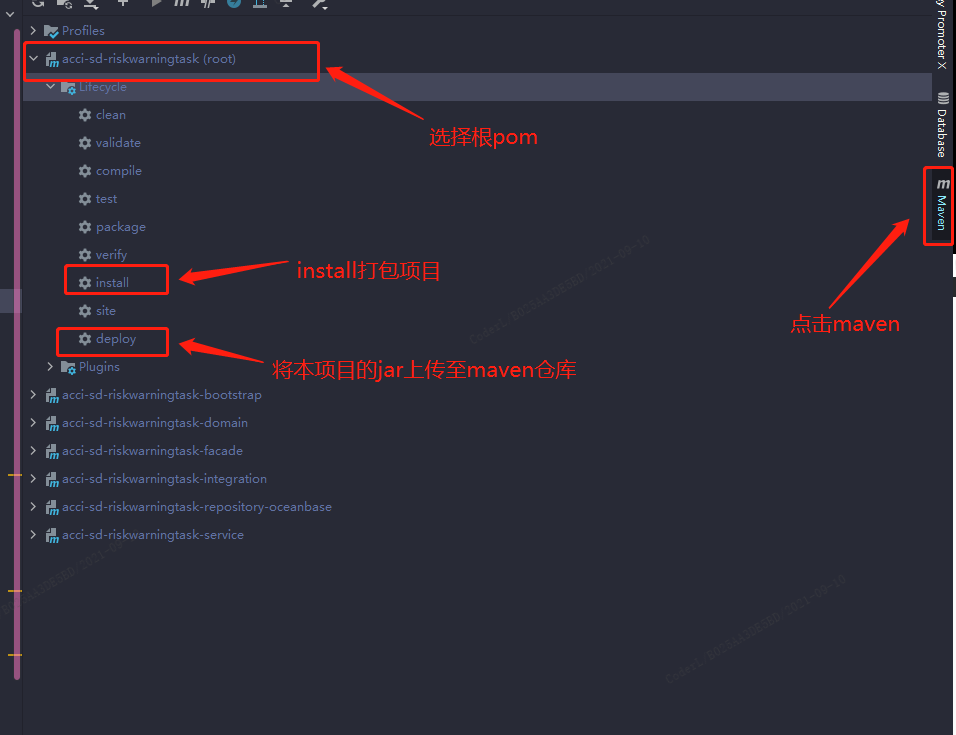 Profiles
acci-sd-riskwarningtask (root)
Lifecycle
clean
选择根pom
validate
compile
test
package
verify
install
install打包项目
site
deploy
将本项目的jar上传至maven仓库
Plugins
acci-sd-riskwarningtask-bootstrap
acci-sd-riskwarningtask-domain
acci-sd-riskwarningtask-facade
acci-sd-riskwarningtask-integration
acci-sd-riskwarningtask-repository-oceanbase
acci-sd-riskwarningtask-service
y Promoter X
Database
Maven
点击maven